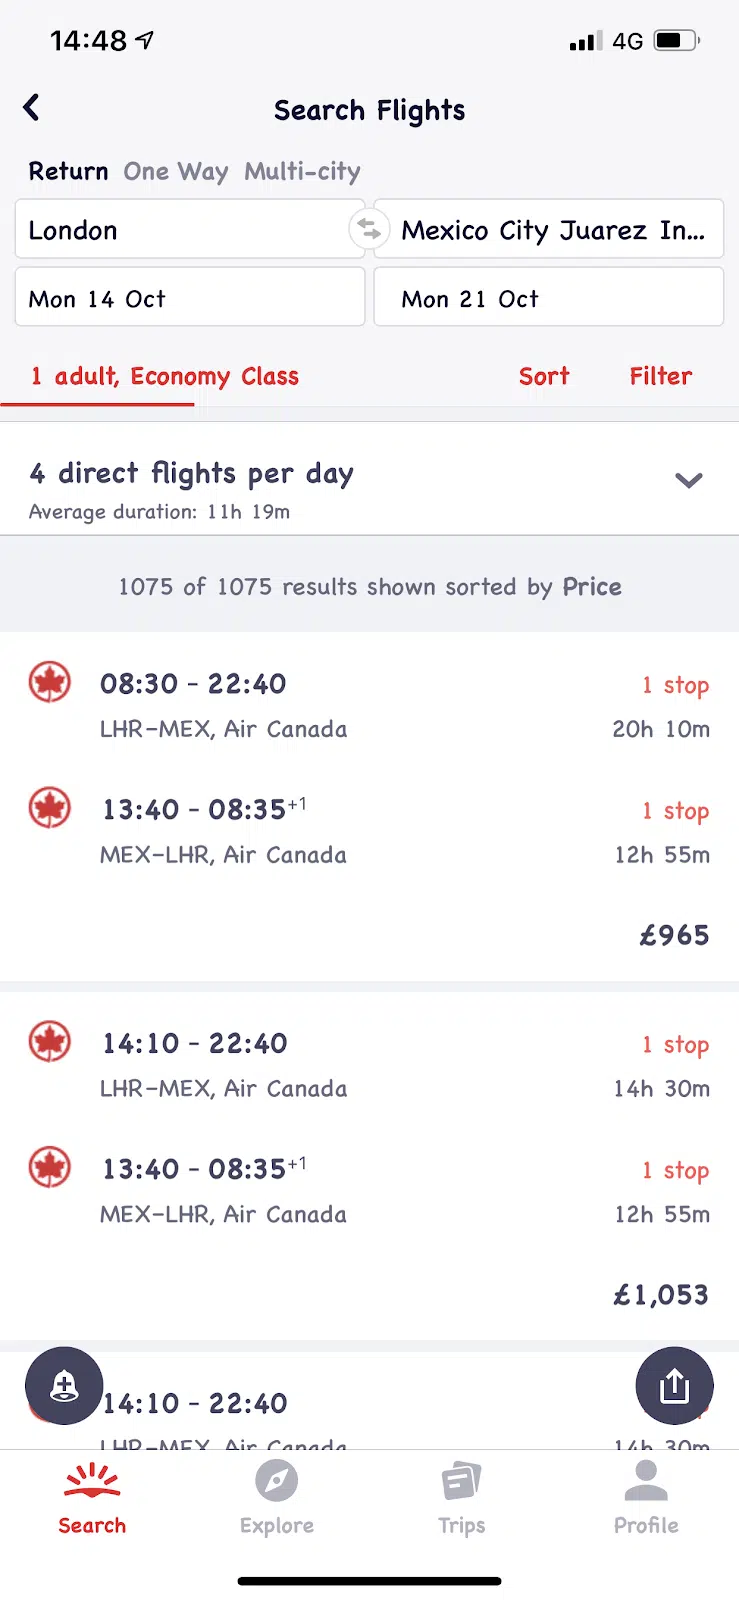 14:48 4G
Search Flights
Return One Way Multi-city
London Mexico City Juarez In...
Mon 14 Oct Mon 21 Oct
1 adult, Economy Class Sort Filter
4 direct flights per day
Average duration: 11h 19m
1075 of 1075 results shown sorted by Price
08:30 - 22:40 1 stop
LHR-MEX, Air Canada 20h 10m
13:40 - 08:35+1 1 stop
MEX-LHR, Air Canada 12h 55m
£965
14:10 - 22:40 1 stop
LHR-MEX, Air Canada 14h 30m
13:40 - 08:35+1 1 stop
MEX-LHR, Air Canada 12h 55m
£1,053
14:10 - 22:40
LHR-MEX, Air Canada 14h 30m
Search Explore Trips Profile